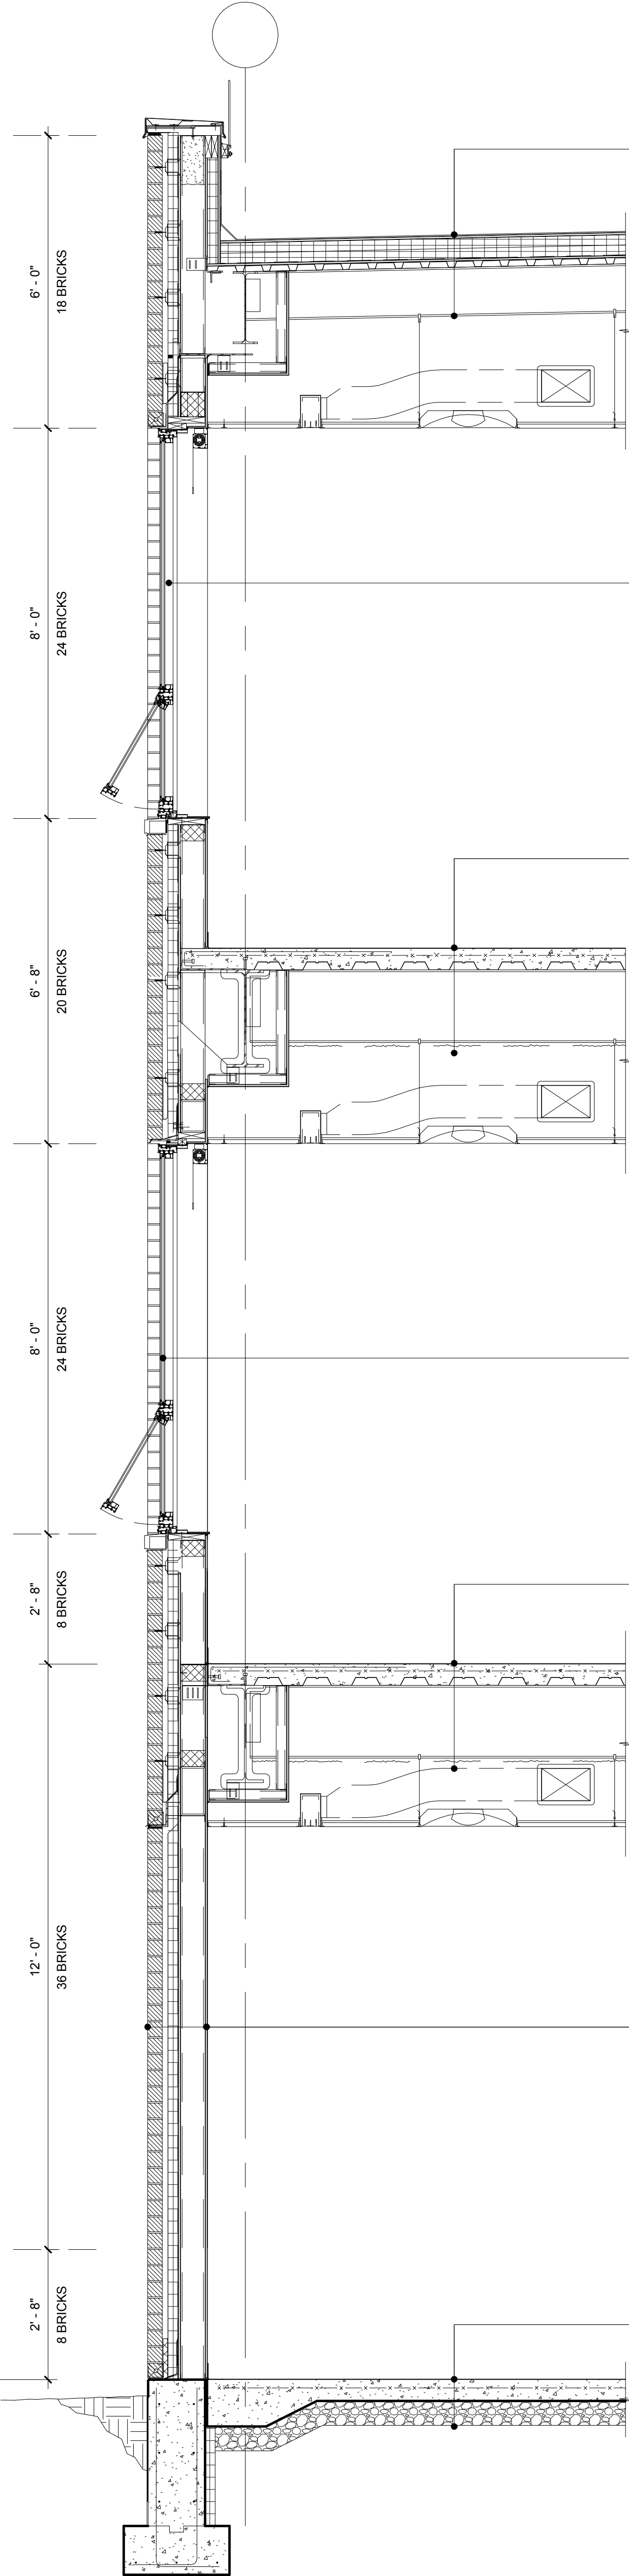 6' - 0"
18 BRICKS
8' - 0"
24 BRICKS
6' - 8"
20 BRICKS
8' - 0"
24 BRICKS
2' - 8"
8 BRICKS
12' - 0"
36 BRICKS
2' - 8"
8 BRICKS